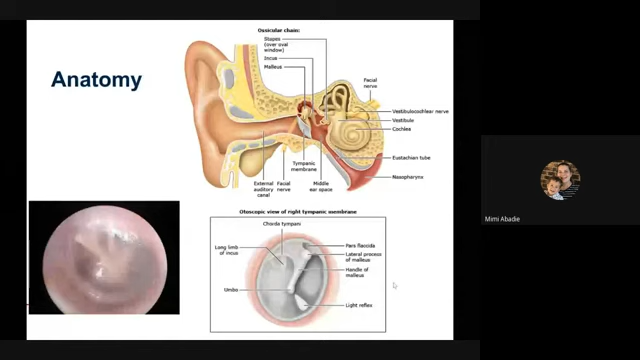 Anatomy
Ossicular chain:
Stapes
(over oval
window)
Incus
Malleus
Facial
nerve
Vestibulocochlear nerve
Vestibule
Cochlea
Eustachian tube
Nasopharynx
Tympanic
membrane
External
auditory
canal
Facial
nerve
Middle
ear space
Otoscopic view of right tympanic membrane
Chorda tympani
Long limb
of incus
Pars flaccida
Lateral process
of malleus
Handle of
malleus
Umbo
Light reflex
Mimi Abadie